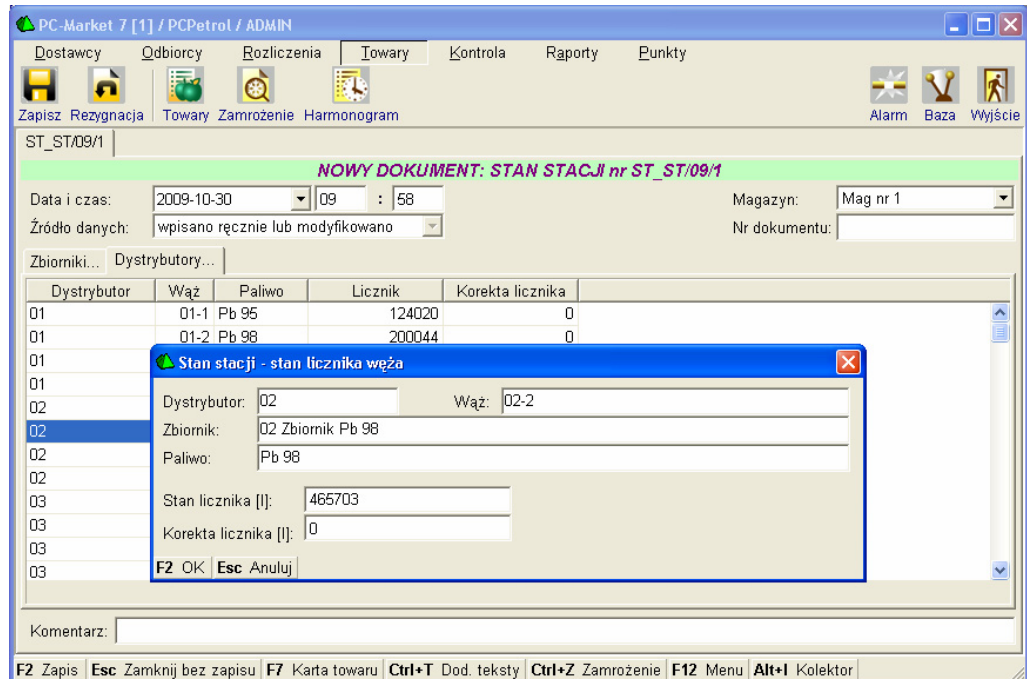 PC-Market 7 [1] / PCPetrol / ADMIN
Dostawcy Odbiorcy Rozliczenia Towary Kontrola Raporty Punkty
Zapisz Rezygnacja Towary Zamrożenie Harmonogram Alarm Baza Wyjście
ST_ST/09/1
NOWY DOKUMENT: STAN STACJI nr ST_ST/09/1
Data i czas: 2009-10-30 09 : 58 Magazyn: Mag nr 1
Źródło danych: wpisano ręcznie lub modyfikowano Nr dokumentu:
Zbiorniki... Dystrybutory...
Dystrybutor Wąż Paliwo Licznik Korekta licznika
01 01-1 Pb 95 124020 0
01 01-2 Pb 98 200044 0
01
01
02
02
02
02
03
03
03
03
Stan stacji - stan licznika węża
Dystrybutor: 02 Wąż: 02-2
Zbiornik: 02 Zbiornik Pb 98
Paliwo: Pb 98
Stan licznika [l]: 465703
Korekta licznika [l]: 0
F2 OK Esc Anuluj
Komentarz:
F2 Zapis Esc Zamknij bez zapisu F7 Karta towaru Ctrl+T Dod. teksty Ctrl+Z Zamrożenie F12 Menu Alt+I Kolektor